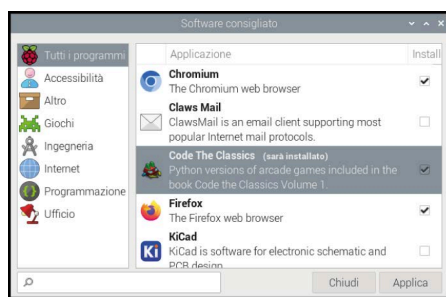 Software consigliato
Tutti i programmi
Accessibilità
Altro
Giochi
Ingegneria
Internet
Programmazione
Ufficio
Applicazione
Install
Chromium
The Chromium web browser
Claws Mail
ClawsMail is an email client supporting most
popular Internet mail protocols.
Code The Classics (sarà installato)
Python versions of arcade games included in the
book Code the Classics Volume 1.
Firefox
The Firefox web browser
KiCad
KiCad is software for electronic schematic and
PCB design
Ki
Chiudi
Applica